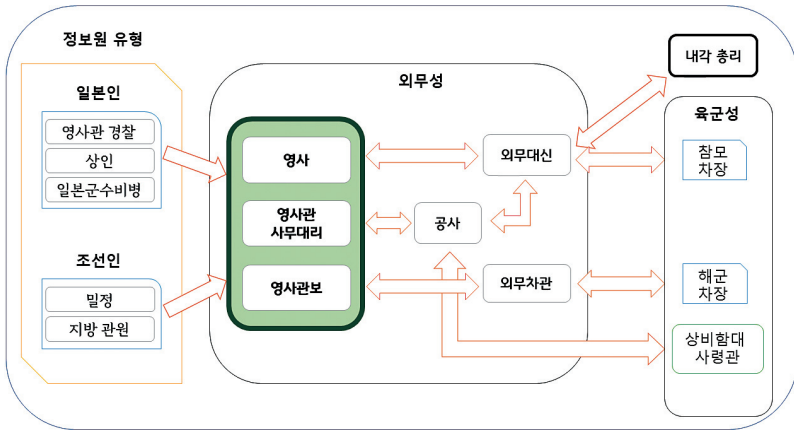 정보원 유형
일본인
영사관 경찰
상인
일본군수비병
조선인
밀정
지방 관원
외무성
영사
영사관
사무대리
영사관보
공사
외무대신
외무차관
내각 총리
육군성
참모
차장
해군
차장
상비함대
사령관